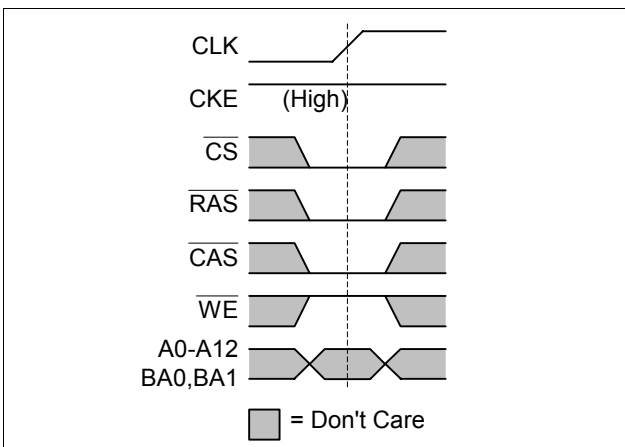 CLK
CKE (High)
CS
RAS
CAS
WE
A0-A12
BA0,BA1
= Don't Care